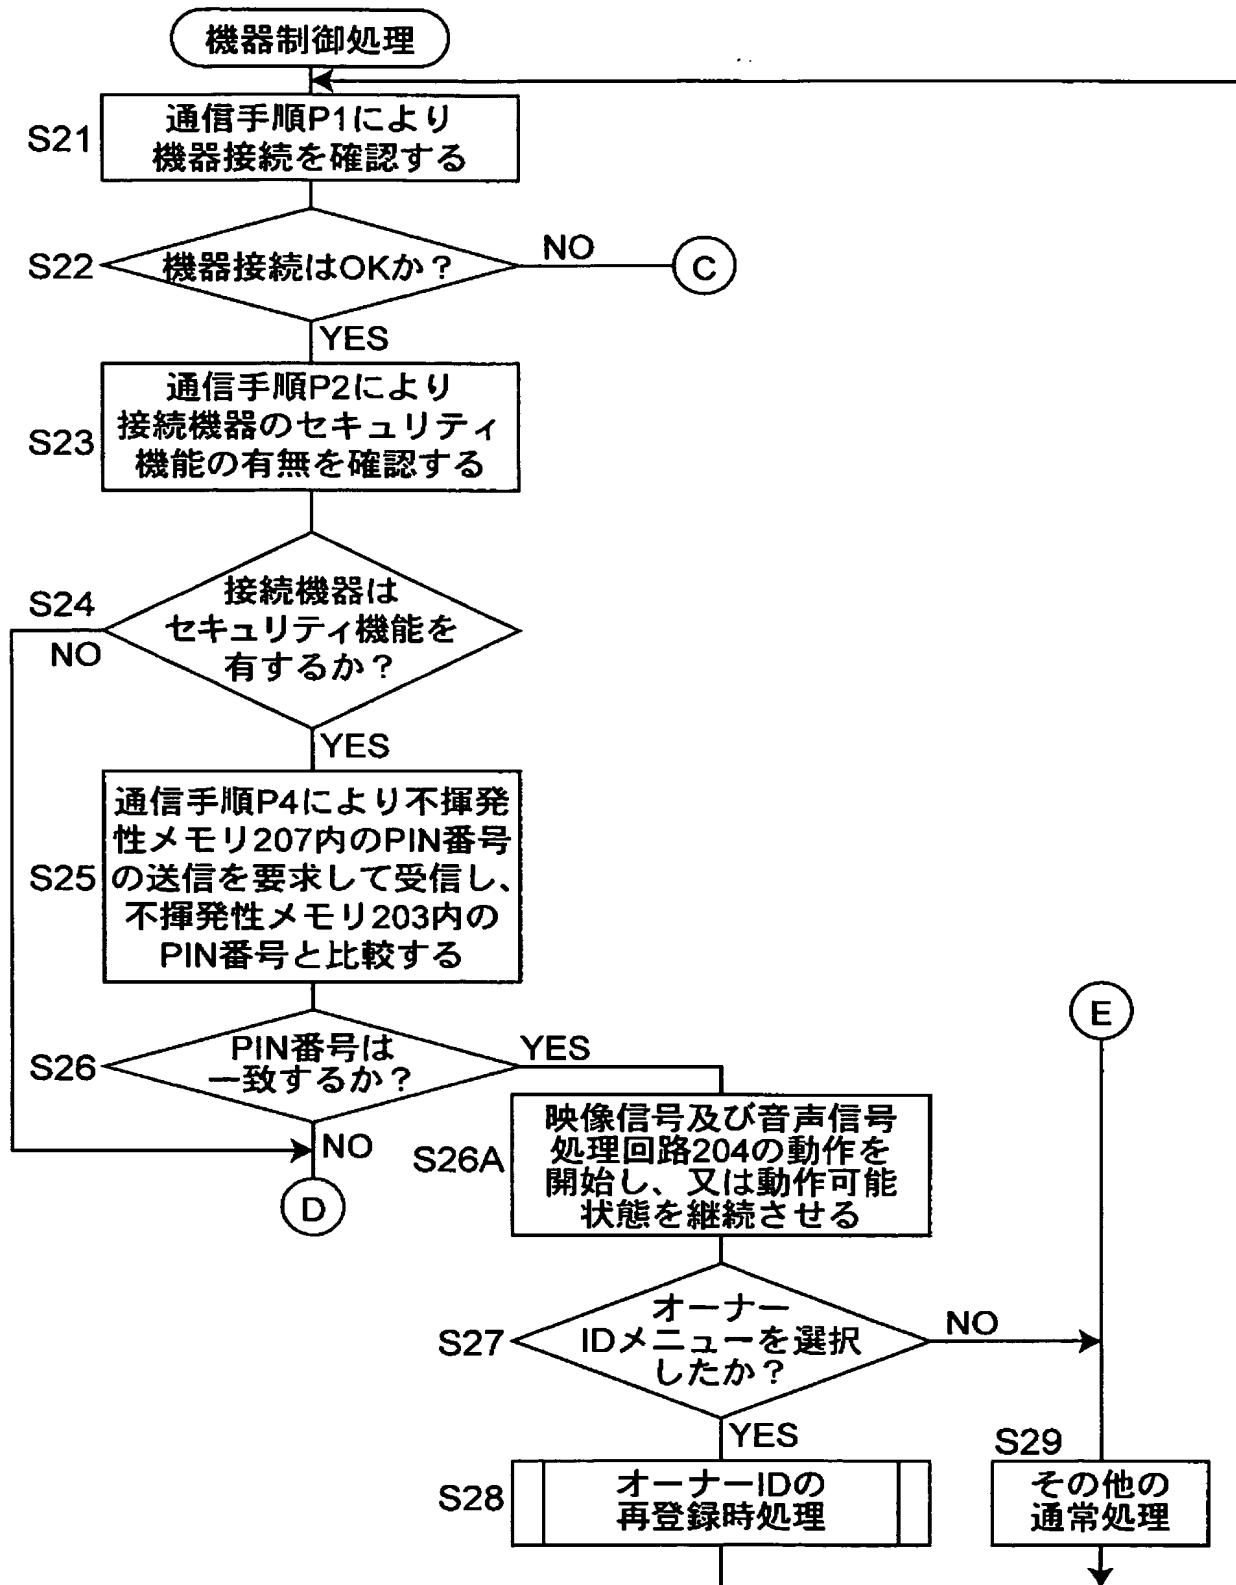 機器制御処理
S21
通信手順P1により
機器接続を確認する
S22
機器接続はOKか？
NO
C
YES
S23
通信手順P2により
接続機器のセキュリティ
機能の有無を確認する
S24
接続機器は
セキュリティ機能を
有するか？
NO
YES
S25
通信手順P4により不揮発
性メモリ207内のPIN番号
の送信を要求して受信し、
不揮発性メモリ203内の
PIN番号と比較する
S26
PIN番号は
一致するか？
YES
NO
D
E
S26A
映像信号及び音声信号
処理回路204の動作を
開始し、又は動作可能
状態を継続させる
S27
オーナー
IDメニューを選択
したか？
NO
YES
S28
オーナーIDの
再登録時処理
S29
その他の
通常処理